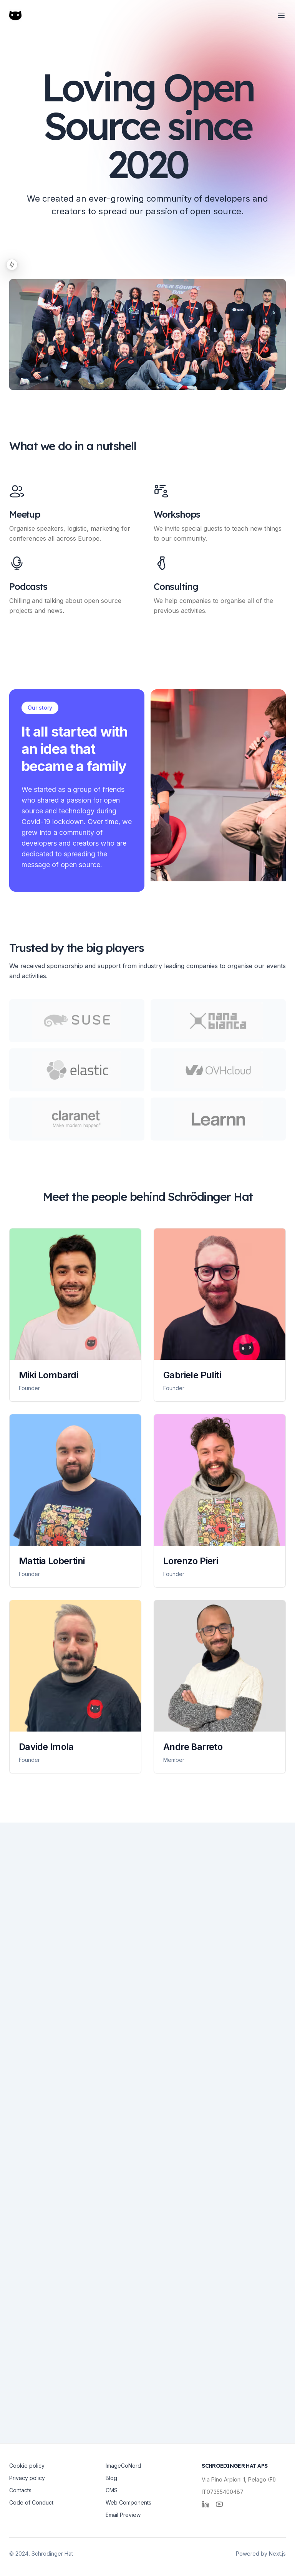 Loving Open
Source since
2020
We created an ever-growing community of developers and
creators to spread our passion of open source.
What we do in a nutshell
Meetup
Organise speakers, logistic, marketing for
conferences all across Europe.
Workshops
We invite special guests to teach new things
to our community.
Podcasts
Chilling and talking about open source
projects and news.
Consulting
We help companies to organise all of the
previous activities.
Our story
It all started with
an idea that
became a family
We started as a group of friends
who shared a passion for open
source and technology during
Covid-19 lockdown. Over time, we
grew into a community of
developers and creators who are
dedicated to spreading the
message of open source.
Trusted by the big players
We received sponsorship and support from industry leading companies to organise our events
and activities.
SUSE
nana
bianca
elastic
OVHcloud
claranet
Make modern happen®
Learnn
Meet the people behind Schrödinger Hat
Miki Lombardi
Founder
Gabriele Puliti
Founder
Mattia Lobertini
Founder
Lorenzo Pieri
Founder
Davide Imola
Founder
Andre Barreto
Member
Cookie policy
Privacy policy
Contacts
Code of Conduct
ImageGoNord
Blog
CMS
Web Components
Email Preview
SCHROEDINGER HAT APS
Via Pino Arpioni 1, Pelago (FI)
IT07355400487
© 2024, Schrödinger Hat
Powered by Next.js